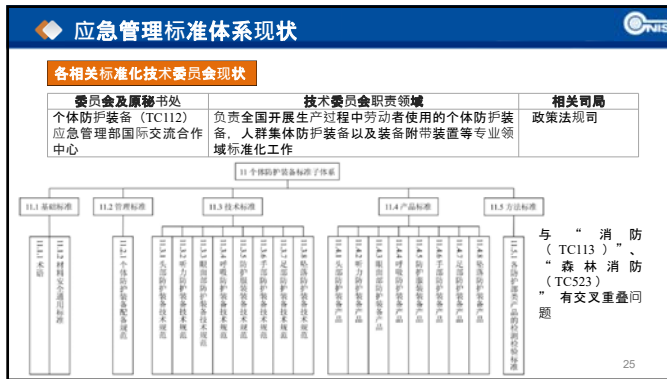 应急管理标准体系现状
ONIS
各相关标准化技术委员会现状
委员会及原秘书处 技术委员会职责领域 相关司局
个体防护装备（TC112）
应急管理部国际交流合作
中心
负责全国开展生产过程中劳动者使用的个体防护装
备，人群集体防护装备以及装备附带装置等专业领
域标准化工作
政策法规司
11 个体防护装备标准子体系
11.1 基础标准 11.2 管理标准 11.3 技术标准 11.4 产品标准 11.5 方法标准
11.1.1 术语
11.1.2 材料安全通用标准
11.2.1 个体防护装备配备规范
11.3.1 头部防护装备技术规范
11.3.2 听力防护装备技术规范
11.3.3 眼面部防护装备技术规范
11.3.4 呼吸防护装备技术规范
11.3.5 防护服装装备技术规范
11.3.6 手部防护装备技术规范
11.3.7 足部防护装备技术规范
11.3.8 坠落防护装备技术规范
11.4.1 头部防护装备产品
11.4.2 听力防护装备产品
11.4.3 眼面部防护装备产品
11.4.4 呼吸防护装备产品
11.4.5 防护服装备产品
11.4.6 手部防护装备产品
11.4.7 足部防护装备产品
11.4.8 坠落防护装备产品
11.5.1 各防护部类产品的检测检验标准
与“消防
（TC113）”、
“森林消防
（TC523）
”有交叉重叠问
题
25